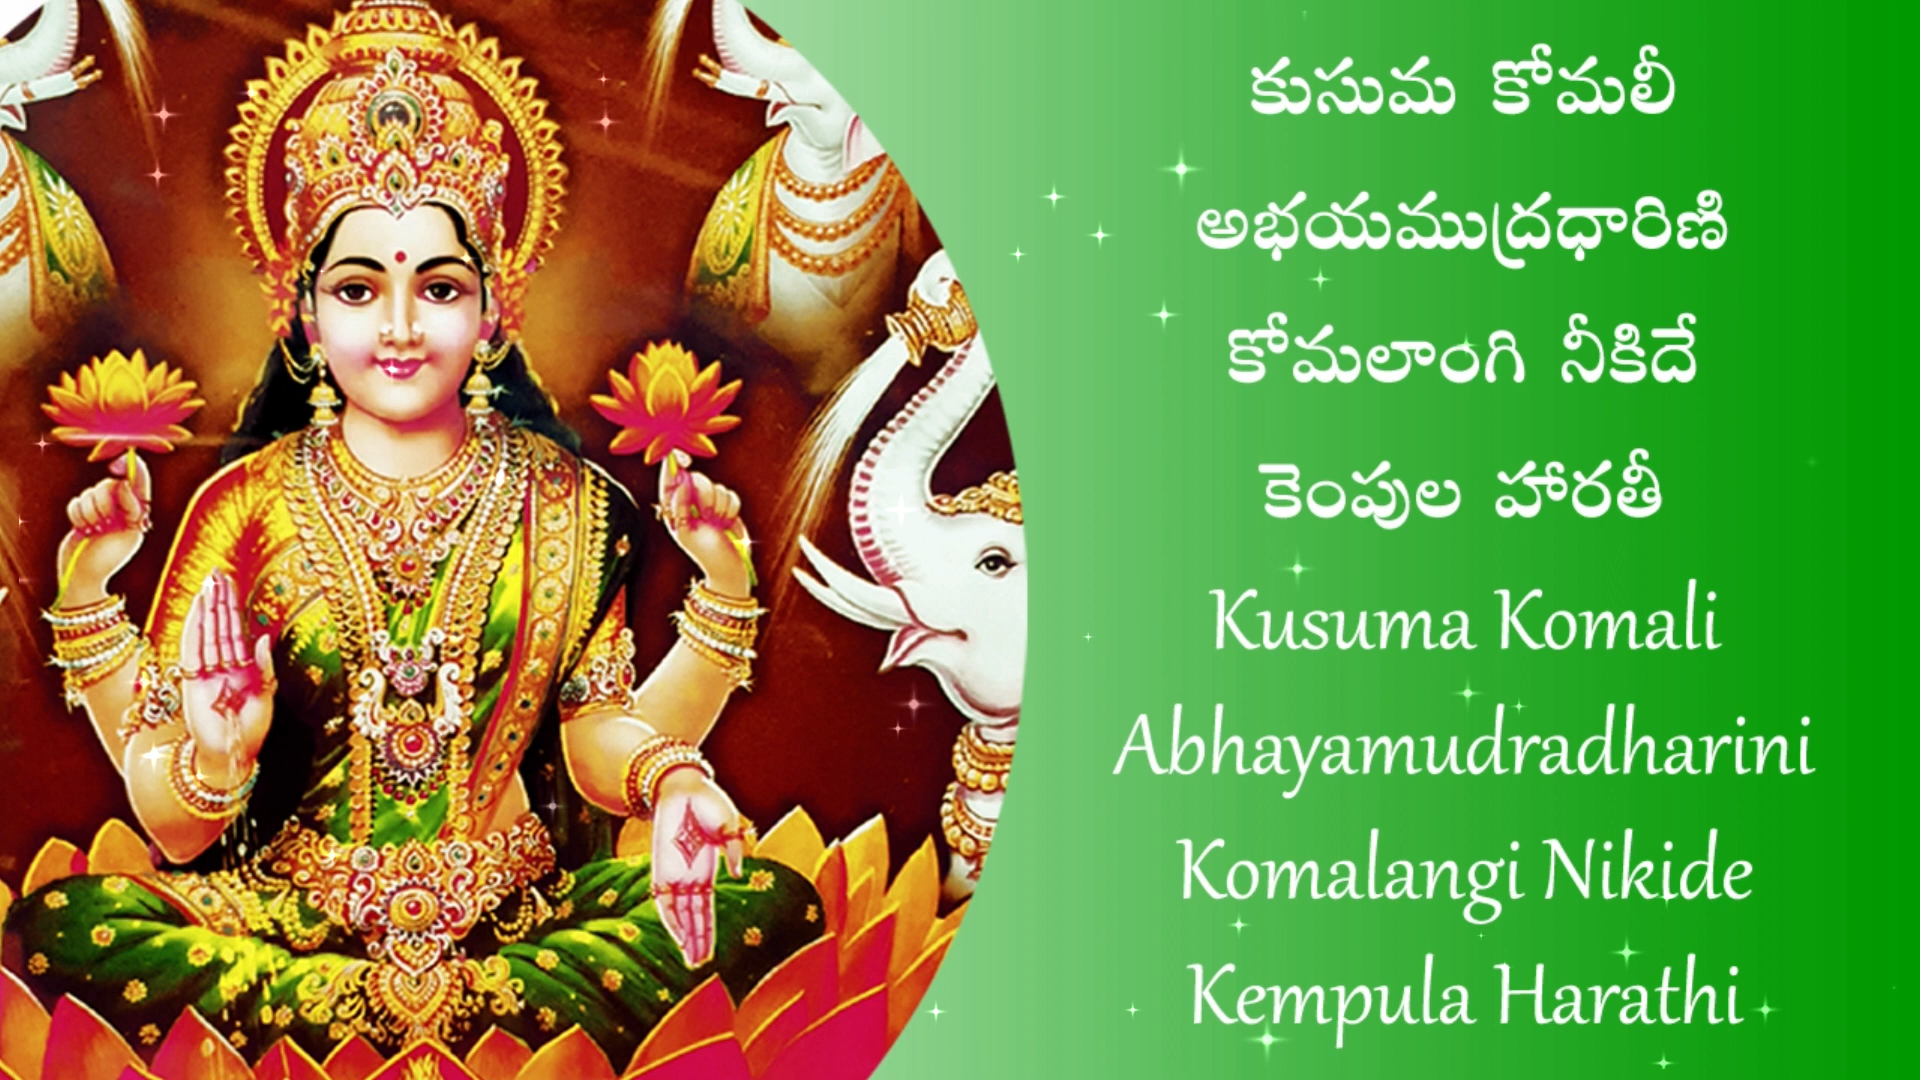 కుసుమ కోమలీ
అభయముద్రధారిణి
కోమలాంగి నీకిదే
కెంపుల హారతీ
Kusuma Komali
Abhayamudradharini
Komalangi Nikide
Kempula Harathi